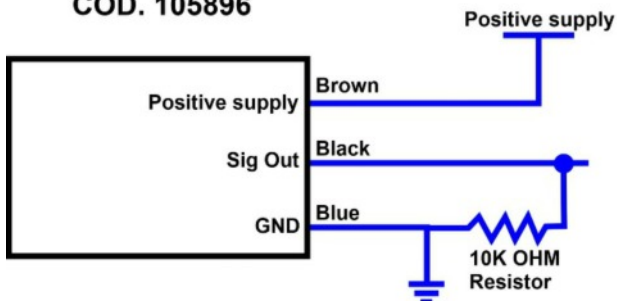 COD. 105896
Positive supply
Brown
Positive supply
Black
Sig Out
Blue
GND
10K OHM
Resistor